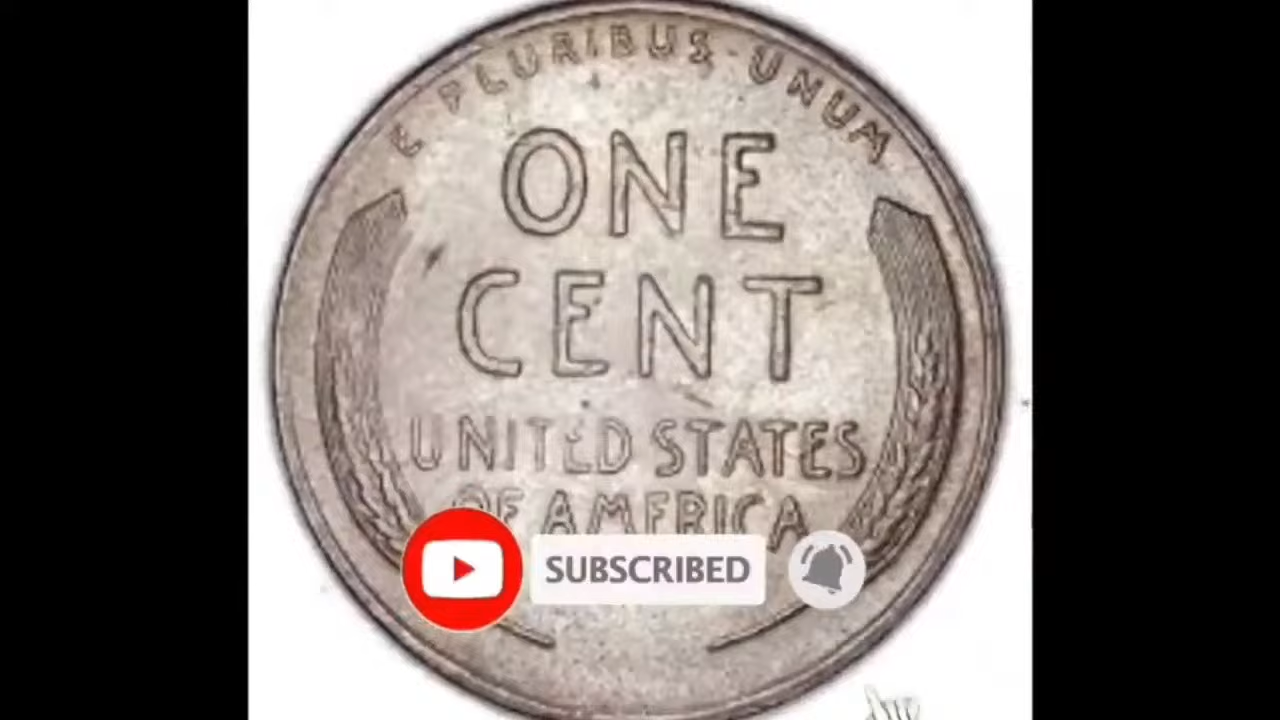 E PLURIBUS · UNUM
ONE
CENT
UNITED STATES
OF AMERICA
SUBSCRIBED